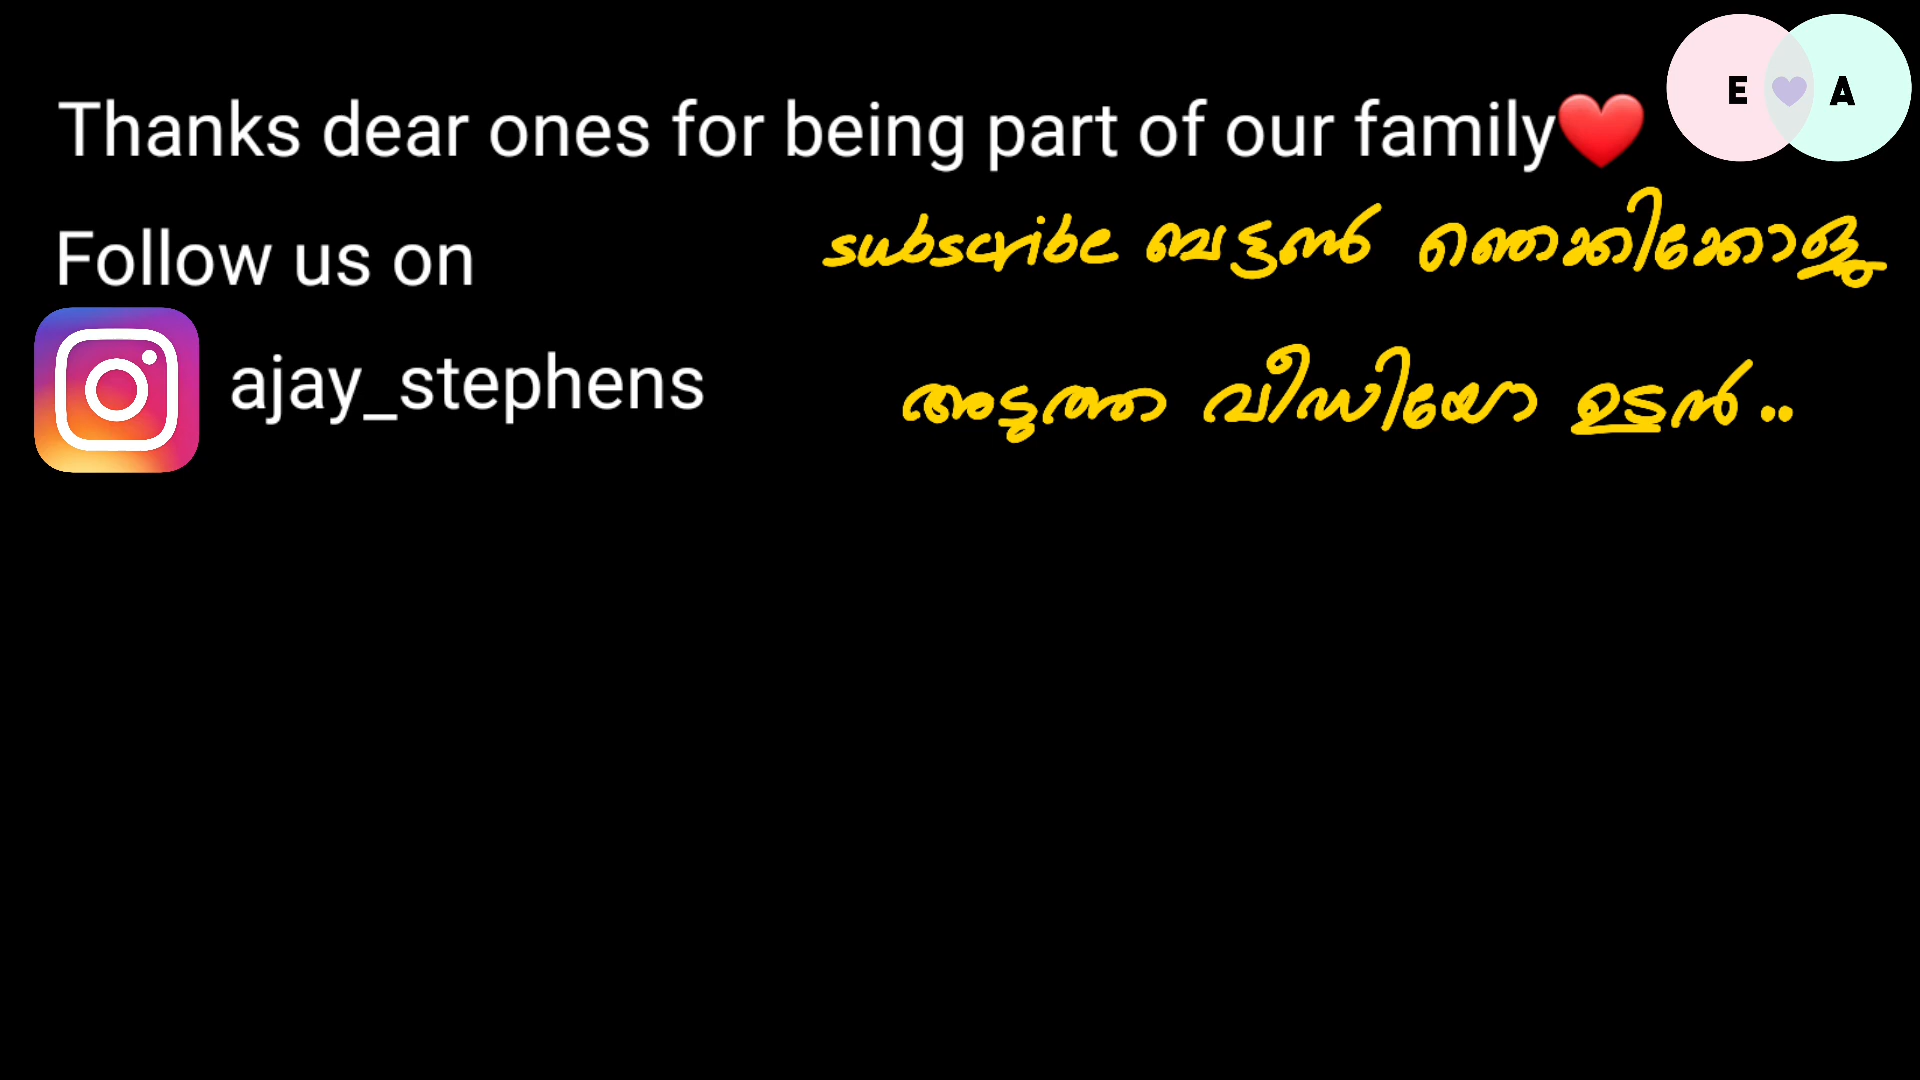 E 💜 A
Thanks dear ones for being part of our family❤️
Follow us on
subscribe ബട്ടൺ ഞെക്കിക്കോളൂ
ajay_stephens
അടുത്ത വീഡിയോ ഉടൻ..